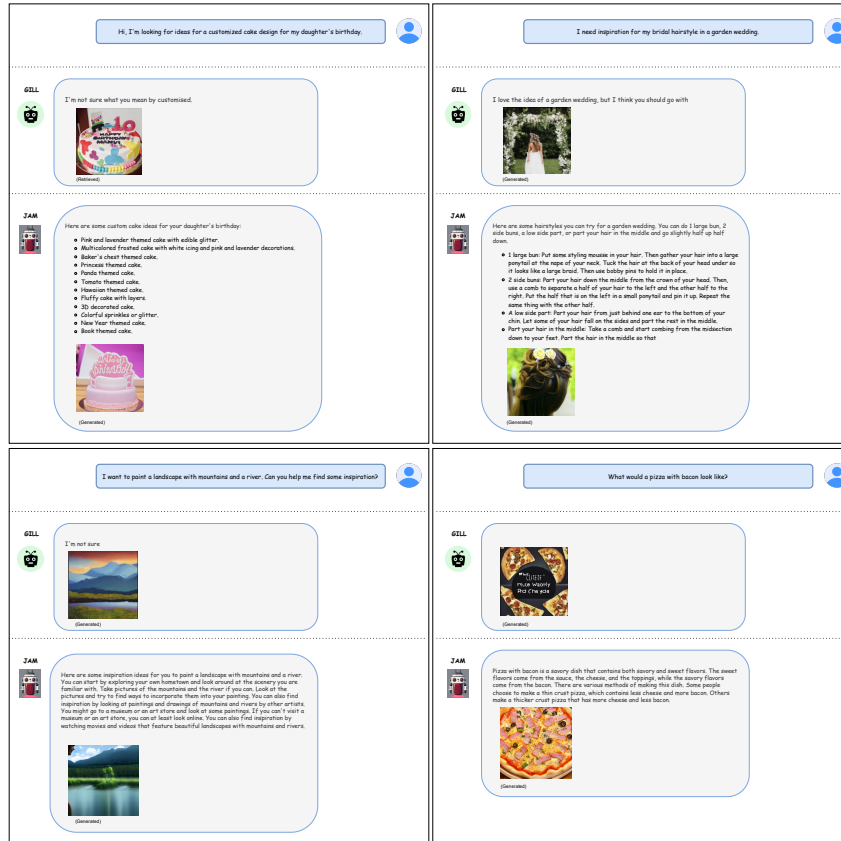 Hi, I'm looking for ideas for a customized cake design for my daughter's birthday.
GILL
I'm not sure what you mean by customised.
10
HAPPY
BIRTHDAY
(Retrieved)
JAM
Here are some custom cake ideas for your daughter's birthday:
Pink and lavender themed cake with edible glitter.
Multicolored frosted cake with white icing and pink and lavender decorations.
Baker's chest themed cake.
Princess themed cake.
Panda themed cake.
Tomato themed cake.
Hawaiian themed cake.
Fluffy cake with layers.
3D decorated cake.
Colorful sprinkles or glitter.
New Year themed cake.
Book themed cake.
(Generated)
I need inspiration for my bridal hairstyle in a garden wedding.
GILL
I love the idea of a garden wedding, but I think you should go with
(Generated)
JAM
Here are some hairstyles you can try for a garden wedding. You can do 1 large bun, 2
side buns, a low side part, or part your hair in the middle and go slightly half up half
down.
1 large bun: Put some styling mousse in your hair. Then gather your hair into a large
ponytail at the nape of your neck. Tuck the hair at the back of your head under so
it looks like a large braid. Then use bobby pins to hold it in place.
2 side buns: Part your hair down the middle from the crown of your head. Then,
use a comb to separate a half of your hair to the left and the other half to the
right. Put the half that is on the left in a small ponytail and pin it up. Repeat the
same thing with the other half.
A low side part: Part your hair from just behind one ear to the bottom of your
chin. Let some of your hair fall on the sides and part the rest in the middle.
Part your hair in the middle: Take a comb and start combing from the midsection
down to your feet. Part the hair in the middle so that
(Generated)
I want to paint a landscape with mountains and a river. Can you help me find some inspiration?
GILL
I'm not sure
(Generated)
JAM
Here are some inspiration ideas for you to paint a landscape with mountains and a river.
You can start by exploring your own hometown and look around at the scenery you are
familiar with. Take pictures of the mountains and the river if you can. Look at the
pictures and try to find ways to incorporate them into your painting. You can also find
inspiration by looking at paintings and drawings of mountains and rivers by other artists.
You might go to a museum or an art store and look at some paintings. If you can't visit a
museum or an art store, you can at least look online. You can also find inspiration by
watching movies and videos that feature beautiful landscapes with mountains and rivers.
(Generated)
What would a pizza with bacon look like?
GILL
(Generated)
JAM
Pizza with bacon is a savory dish that contains both savory and sweet flavors. The sweet
flavors come from the sauce, the cheese, and the toppings, while the savory flavors
come from the bacon. There are various methods of making this dish. Some people
choose to make a thin crust pizza, which contains less cheese and more bacon. Others
make a thicker crust pizza that has more cheese and less bacon.
(Generated)